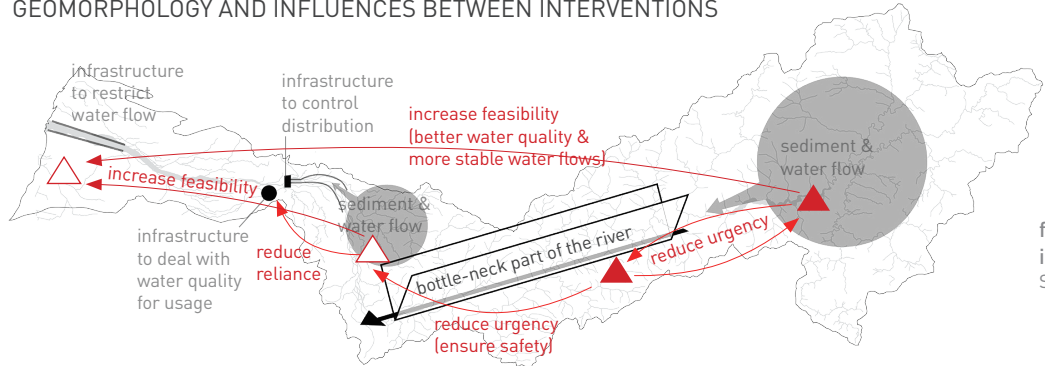 GEOMORPHOLOGY AND INFLUENCES BETWEEN INTERVENTIONS
infrastructure
to restrict
water flow
infrastructure
to control
distribution
increase feasibility
(better water quality &
more stable water flows)
sediment &
water flow
increase feasibility
sediment &
water flow
infrastructure
to deal with
water quality
for usage
reduce
reliance
bottle-neck part of the river
reduce urgency
reduce urgency
(ensure safety)